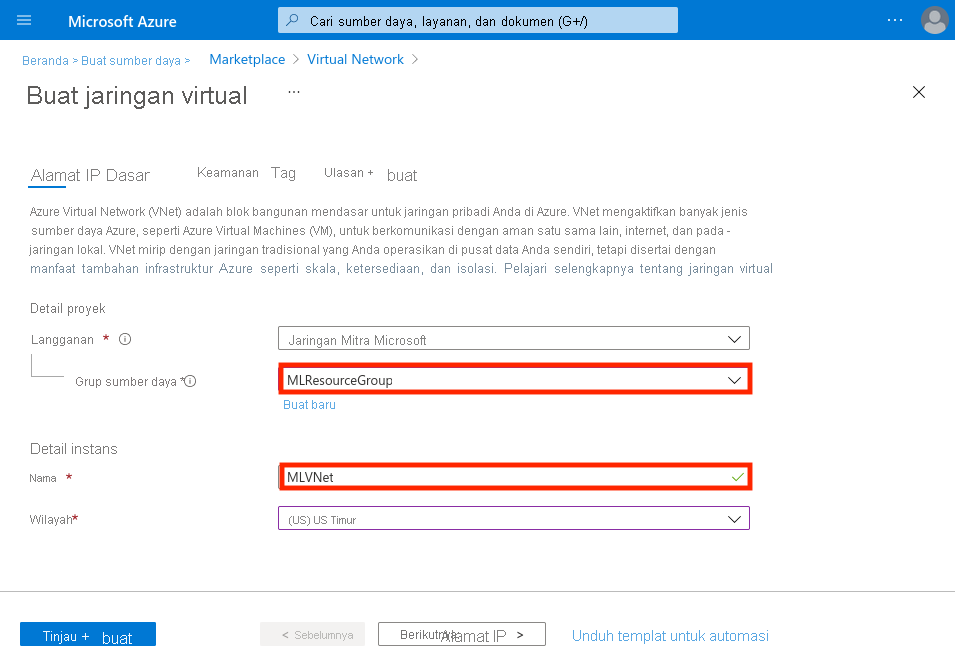 Microsoft Azure
Cari sumber daya, layanan, dan dokumen (G+/)
Beranda > Buat sumber daya > Marketplace > Virtual Network >
Buat jaringan virtual ...
Alamat IP Dasar Keamanan Tag Ulasan + buat
Azure Virtual Network (VNet) adalah blok bangunan mendasar untuk jaringan pribadi Anda di Azure. VNet mengaktifkan banyak jenis
sumber daya Azure, seperti Azure Virtual Machines (VM), untuk berkomunikasi dengan aman satu sama lain, internet, dan pada -
jaringan lokal. VNet mirip dengan jaringan tradisional yang Anda operasikan di pusat data Anda sendiri, tetapi disertai dengan
manfaat tambahan infrastruktur Azure seperti skala, ketersediaan, dan isolasi. Pelajari selengkapnya tentang jaringan virtual
Detail proyek
Langganan * Jaringan Mitra Microsoft
Grup sumber daya * MLResourceGroup
Buat baru
Detail instans
Nama * MLVNet
Wilayah* (US) US Timur
Tinjau + buat < Sebelumnya Berikutnya Alamat IP > Unduh templat untuk automasi